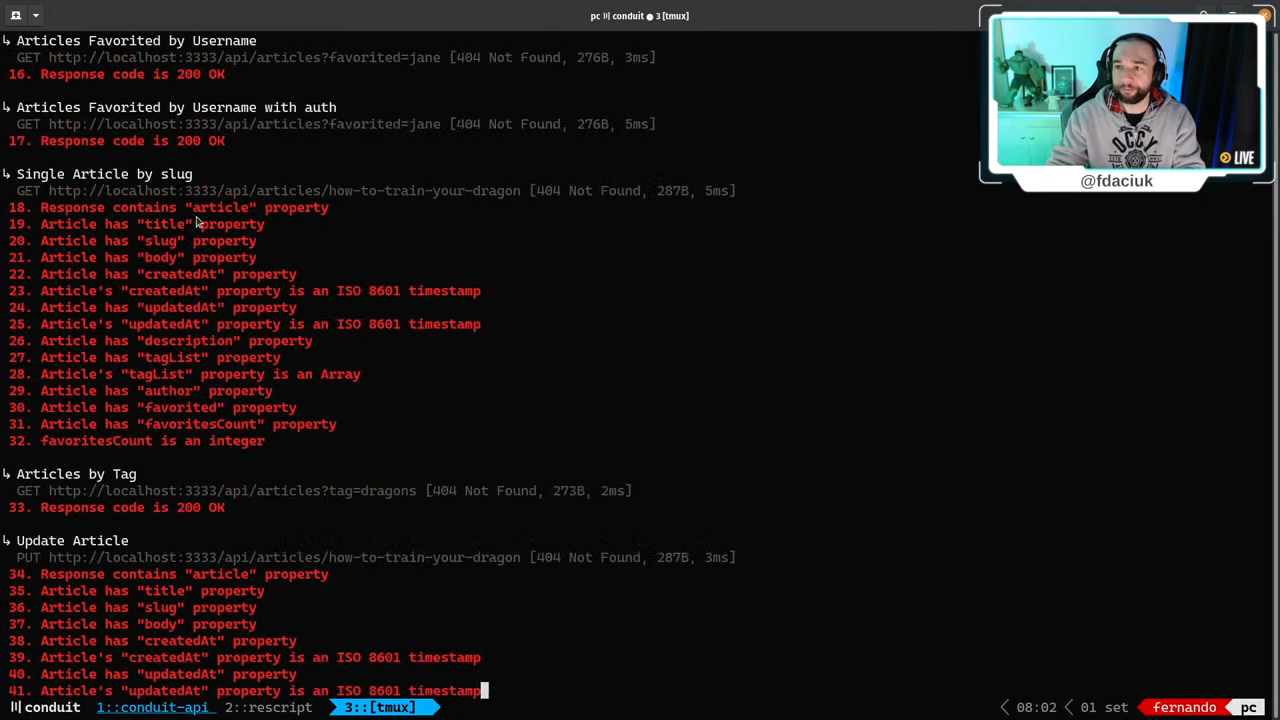 pc conduit ● 3 [tmux]
↳ Articles Favorited by Username
GET http://localhost:3333/api/articles?favorited=jane [404 Not Found, 276B, 3ms]
16. Response code is 200 OK
↳ Articles Favorited by Username with auth
GET http://localhost:3333/api/articles?favorited=jane [404 Not Found, 276B, 5ms]
17. Response code is 200 OK
↳ Single Article by slug
GET http://localhost:3333/api/articles/how-to-train-your-dragon [404 Not Found, 287B, 5ms]
18. Response contains "article" property
19. Article has "title" property
20. Article has "slug" property
21. Article has "body" property
22. Article has "createdAt" property
23. Article's "createdAt" property is an ISO 8601 timestamp
24. Article has "updatedAt" property
25. Article's "updatedAt" property is an ISO 8601 timestamp
26. Article has "description" property
27. Article has "tagList" property
28. Article's "tagList" property is an Array
29. Article has "author" property
30. Article has "favorited" property
31. Article has "favoritesCount" property
32. favoritesCount is an integer
↳ Articles by Tag
GET http://localhost:3333/api/articles?tag=dragons [404 Not Found, 273B, 2ms]
33. Response code is 200 OK
↳ Update Article
PUT http://localhost:3333/api/articles/how-to-train-your-dragon [404 Not Found, 287B, 3ms]
34. Response contains "article" property
35. Article has "title" property
36. Article has "slug" property
37. Article has "body" property
38. Article has "createdAt" property
39. Article's "createdAt" property is an ISO 8601 timestamp
40. Article has "updatedAt" property
41. Article's "updatedAt" property is an ISO 8601 timestamp
conduit 1::conduit-api 2::rescript 3::[tmux] 08:02 01 set fernando pc
OCCY
LIVE
@fdaciuk